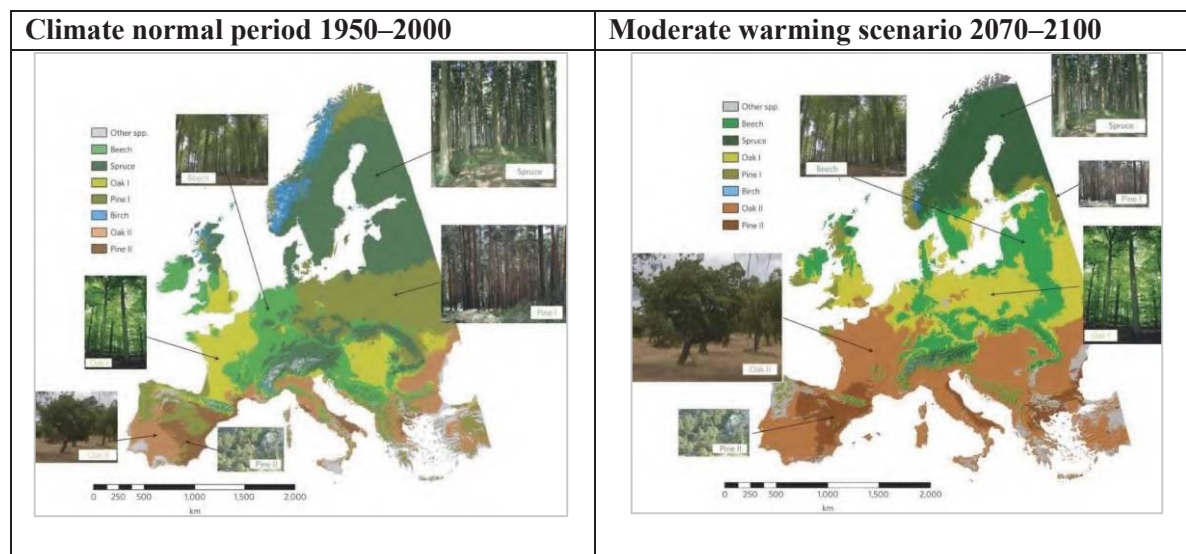 Climate normal period 1950–2000
Moderate warming scenario 2070–2100
Other spp.
Beech
Spruce
Oak I
Pine I
Birch
Oak II
Pine II
Beech
Spruce
Pine I
Oak I
Oak II
Pine II
0 250 500 1,000 1,500 2,000
km
Other spp.
Beech
Spruce
Oak I
Pine I
Birch
Oak II
Pine II
Beech
Spruce
Pine I
Oak II
Pine II
0 250 500 1,000 1,500 2,000
km